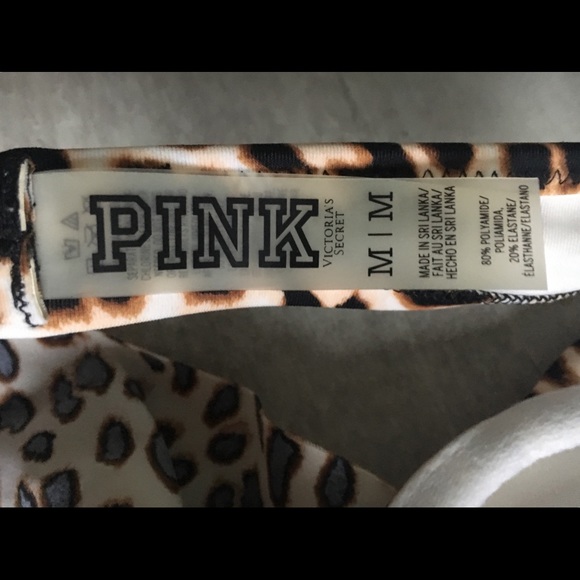 PINK
VICTORIA'S
SECRET
M | M
MADE IN SRI LANKA/
FAIT AU SRI LANKA/
HECHO EN SRI LANKA
80% POLYAMIDE/
POLIAMIDA,
20% ELASTANE/
ÉLASTHANNE/ELASTANO